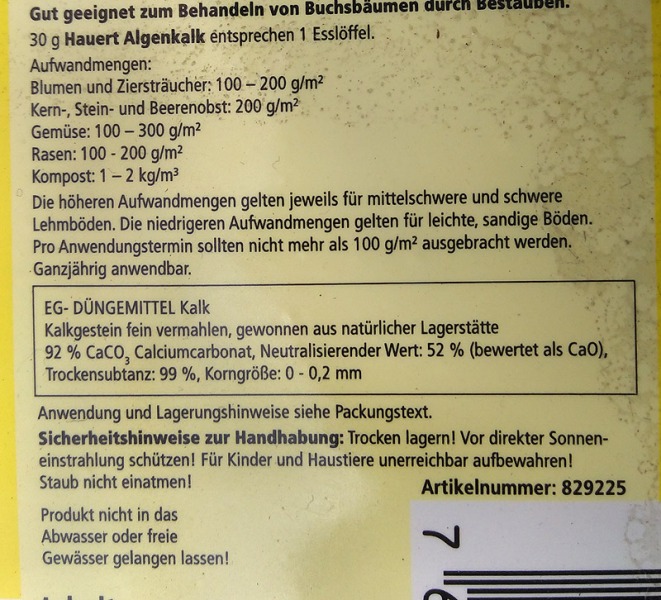 Gut geeignet zum Behandeln von Buchsbäumen durch Bestäuben.
30 g Hauert Algenkalk entsprechen 1 Esslöffel.
Aufwandmengen:
Blumen und Ziersträucher: 100 – 200 g/m²
Kern-, Stein- und Beerenobst: 200 g/m²
Gemüse: 100 – 300 g/m²
Rasen: 100 - 200 g/m²
Kompost: 1 – 2 kg/m³
Die höheren Aufwandmengen gelten jeweils für mittelschwere und schwere
Lehmböden. Die niedrigeren Aufwandmengen gelten für leichte, sandige Böden.
Pro Anwendungstermin sollten nicht mehr als 100 g/m² ausgebracht werden.
Ganzjährig anwendbar.
EG- DÜNGEMITTEL Kalk
Kalkgestein fein vermahlen, gewonnen aus natürlicher Lagerstätte
92 % CaCO₃ Calciumcarbonat, Neutralisierender Wert: 52 % (bewertet als CaO),
Trockensubtanz: 99 %, Korngröße: 0 - 0,2 mm
Anwendung und Lagerungshinweise siehe Packungstext.
Sicherheitshinweise zur Handhabung: Trocken lagern! Vor direkter Sonnen-
einstrahlung schützen! Für Kinder und Haustiere unerreichbar aufbewahren!
Staub nicht einatmen!
Artikelnummer: 829225
Produkt nicht in das
Abwasser oder freie
Gewässer gelangen lassen!
7